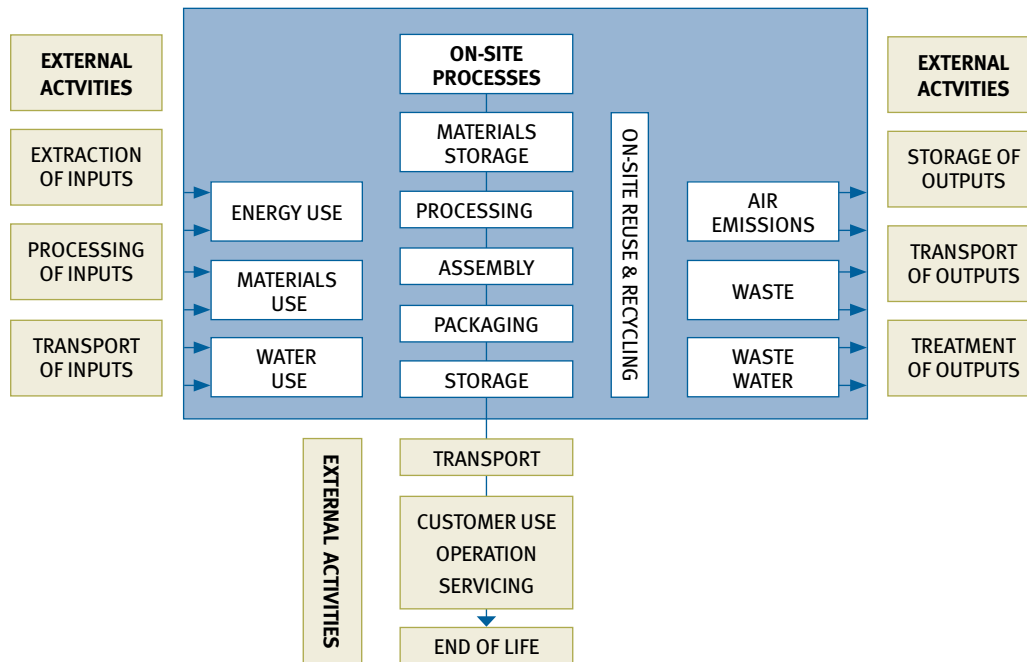 EXTERNAL
ACTVITIES
EXTRACTION
OF INPUTS
PROCESSING
OF INPUTS
TRANSPORT
OF INPUTS
ENERGY USE
MATERIALS
USE
WATER
USE
ON-SITE
PROCESSES
MATERIALS
STORAGE
PROCESSING
ASSEMBLY
PACKAGING
STORAGE
ON-SITE REUSE & RECYCLING
AIR
EMISSIONS
WASTE
WASTE
WATER
EXTERNAL
ACTVITIES
STORAGE OF
OUTPUTS
TRANSPORT
OF OUTPUTS
TREATMENT
OF OUTPUTS
EXTERNAL ACTIVITIES
TRANSPORT
CUSTOMER USE
OPERATION
SERVICING
END OF LIFE